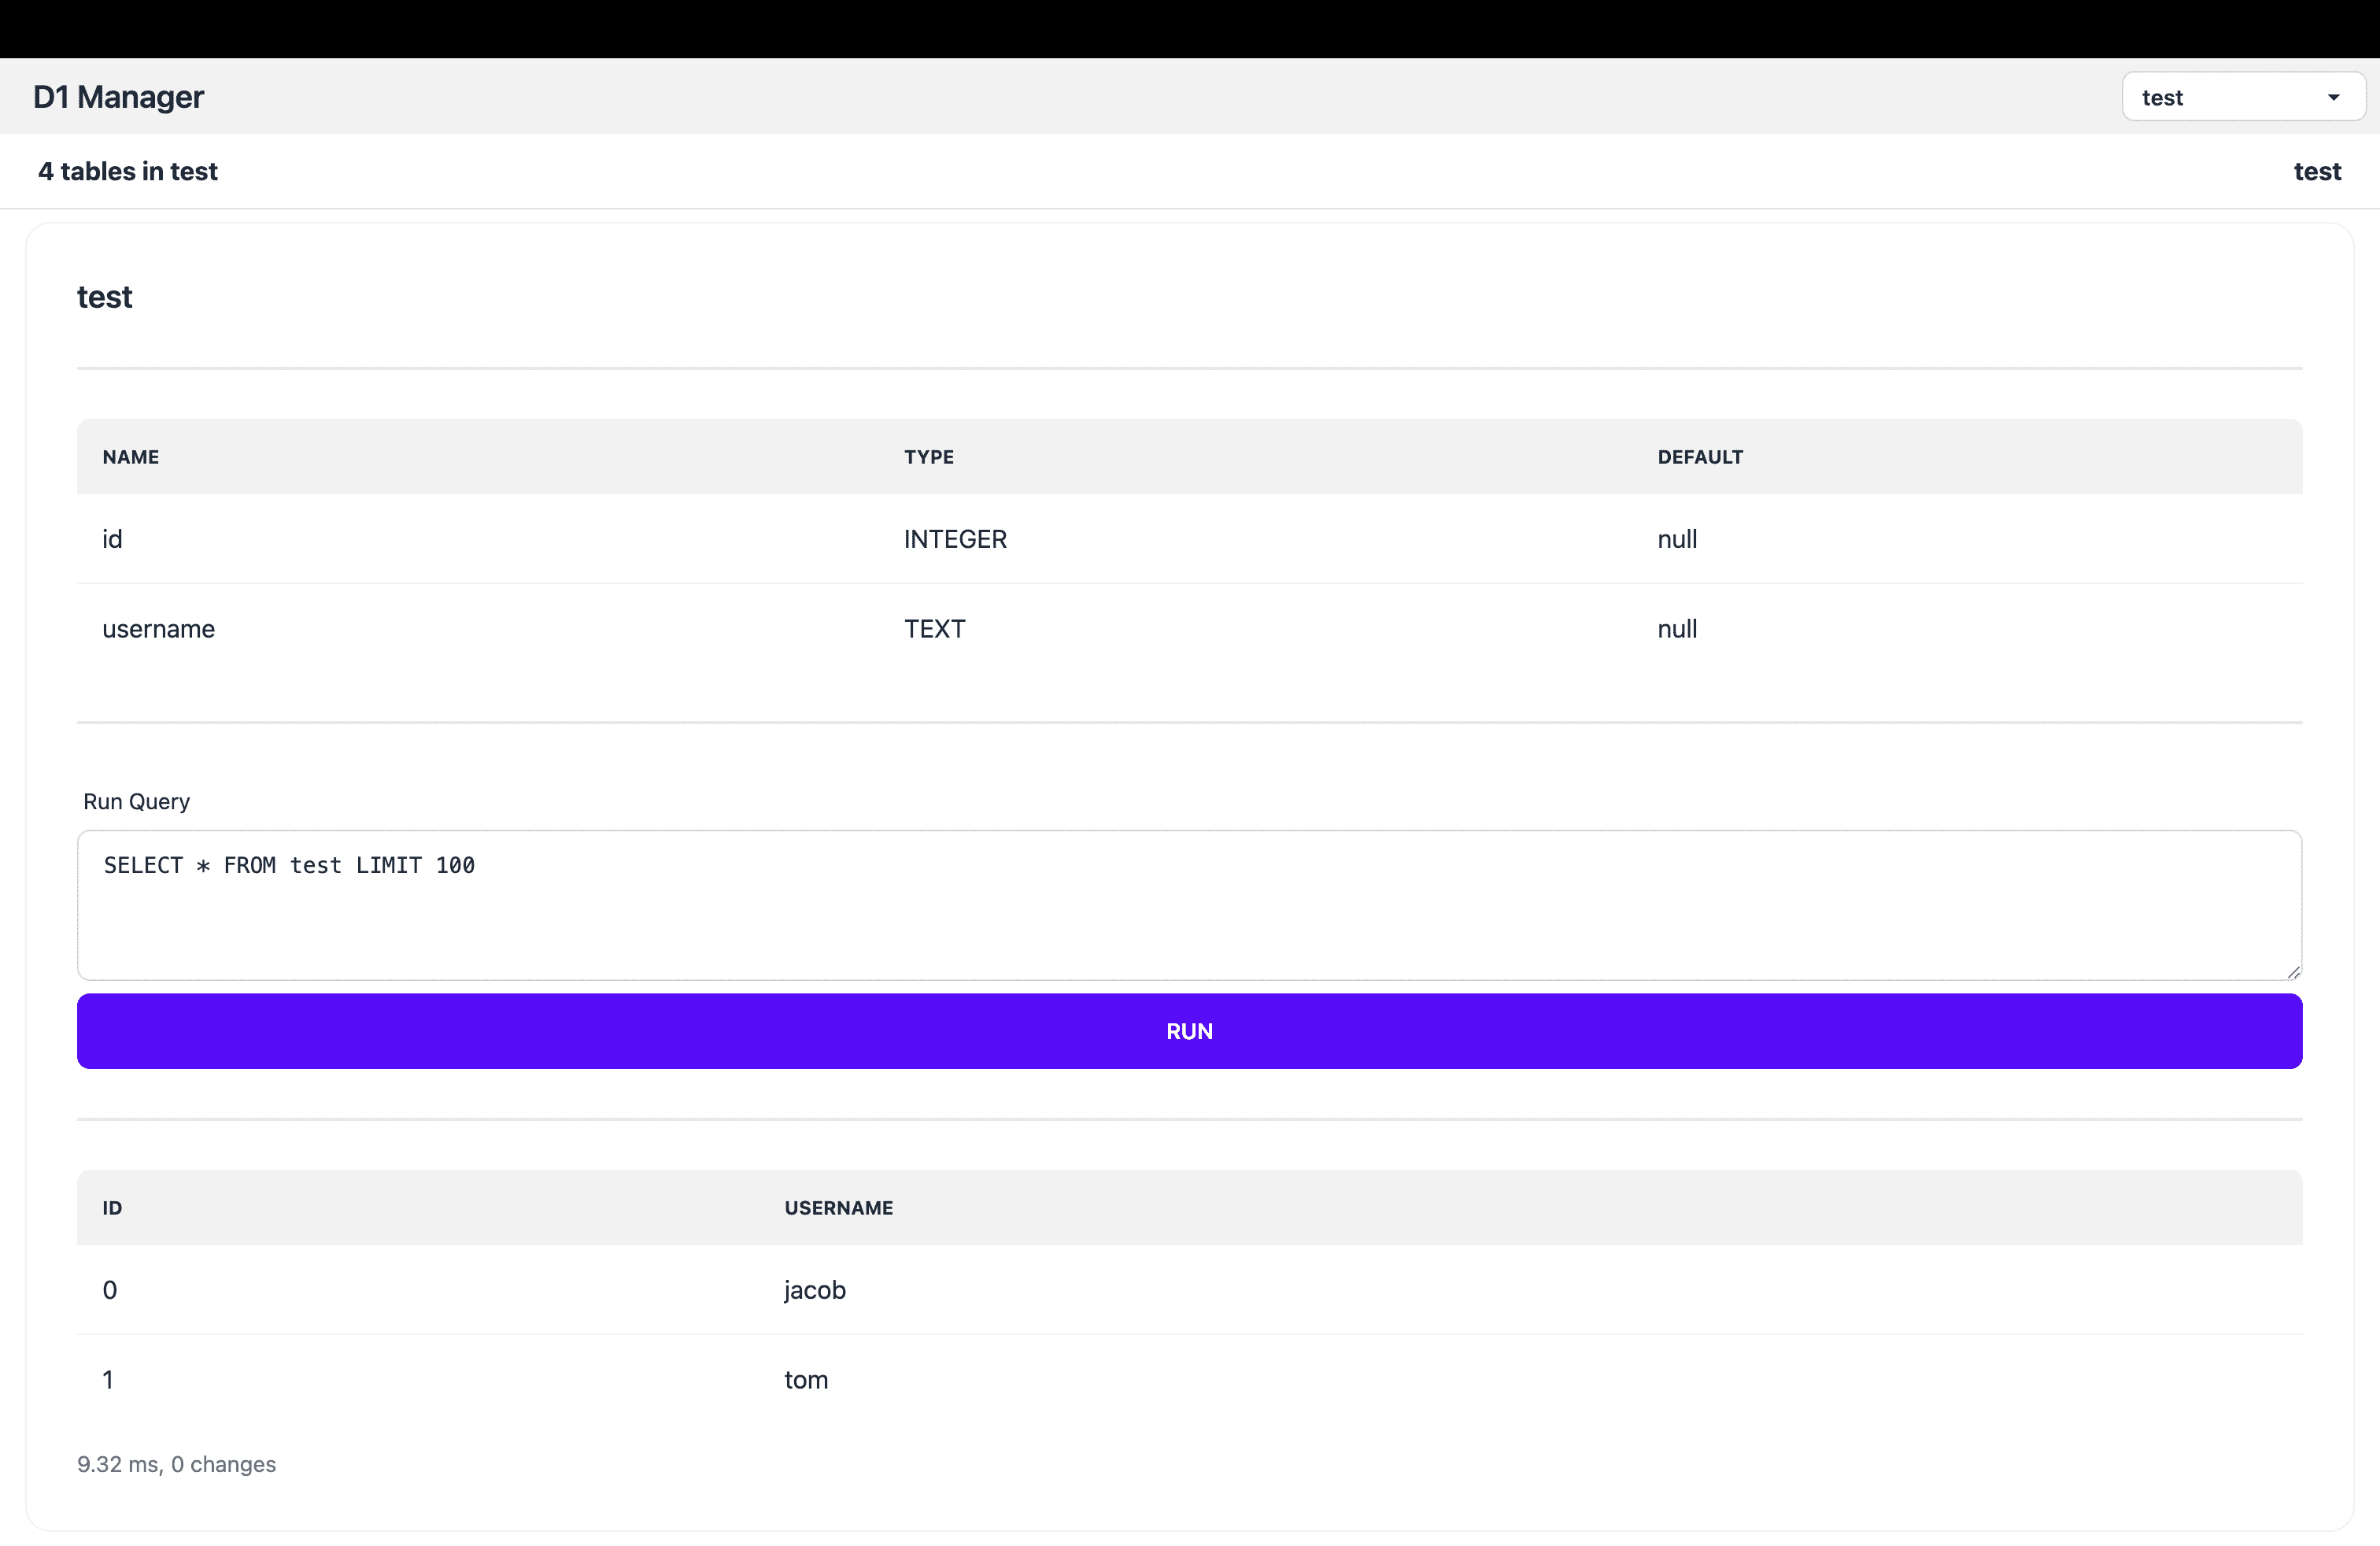 D1 Manager
test
4 tables in test
test
test
NAME TYPE DEFAULT
id INTEGER null
username TEXT null
Run Query
SELECT * FROM test LIMIT 100
RUN
ID USERNAME
0 jacob
1 tom
9.32 ms, 0 changes